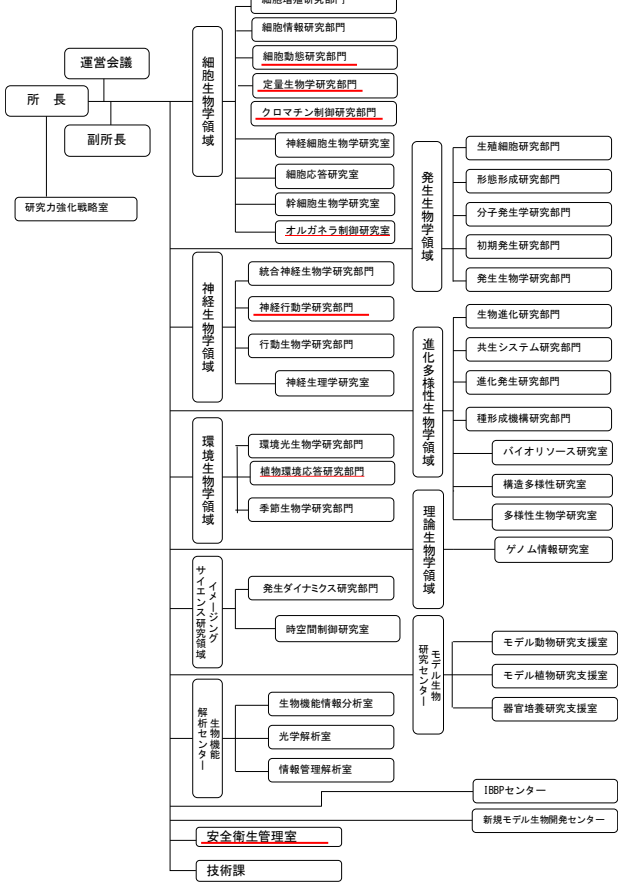 細胞増殖研究部門
細胞情報研究部門
細胞動態研究部門
定量生物学研究部門
クロマチン制御研究部門
神経細胞生物学研究室
細胞応答研究室
幹細胞生物学研究室
オルガネラ制御研究室
細胞生物学領域
運営会議
所 長
副所長
研究力強化戦略室
発生生物学領域
生殖細胞研究部門
形態形成研究部門
分子発生学研究部門
初期発生研究部門
発生生物学研究部門
神経生物学領域
統合神経生物学研究部門
神経行動学研究部門
行動生物学研究部門
神経生理学研究室
進化多様性生物学領域
生物進化研究部門
共生システム研究部門
進化発生研究部門
種形成機構研究部門
バイオリソース研究室
構造多様性研究室
多様性生物学研究室
環境生物学領域
環境光生物学研究部門
植物環境応答研究部門
季節生物学研究部門
理論生物学領域
ゲノム情報研究室
イメージング
サイエンス研究領域
発生ダイナミクス研究部門
時空間制御研究室
モデル生物
研究センター
モデル動物研究支援室
モデル植物研究支援室
器官培養研究支援室
生物機能
解析センター
生物機能情報分析室
光学解析室
情報管理解析室
IBBPセンター
新規モデル生物開発センター
安全衛生管理室
技術課